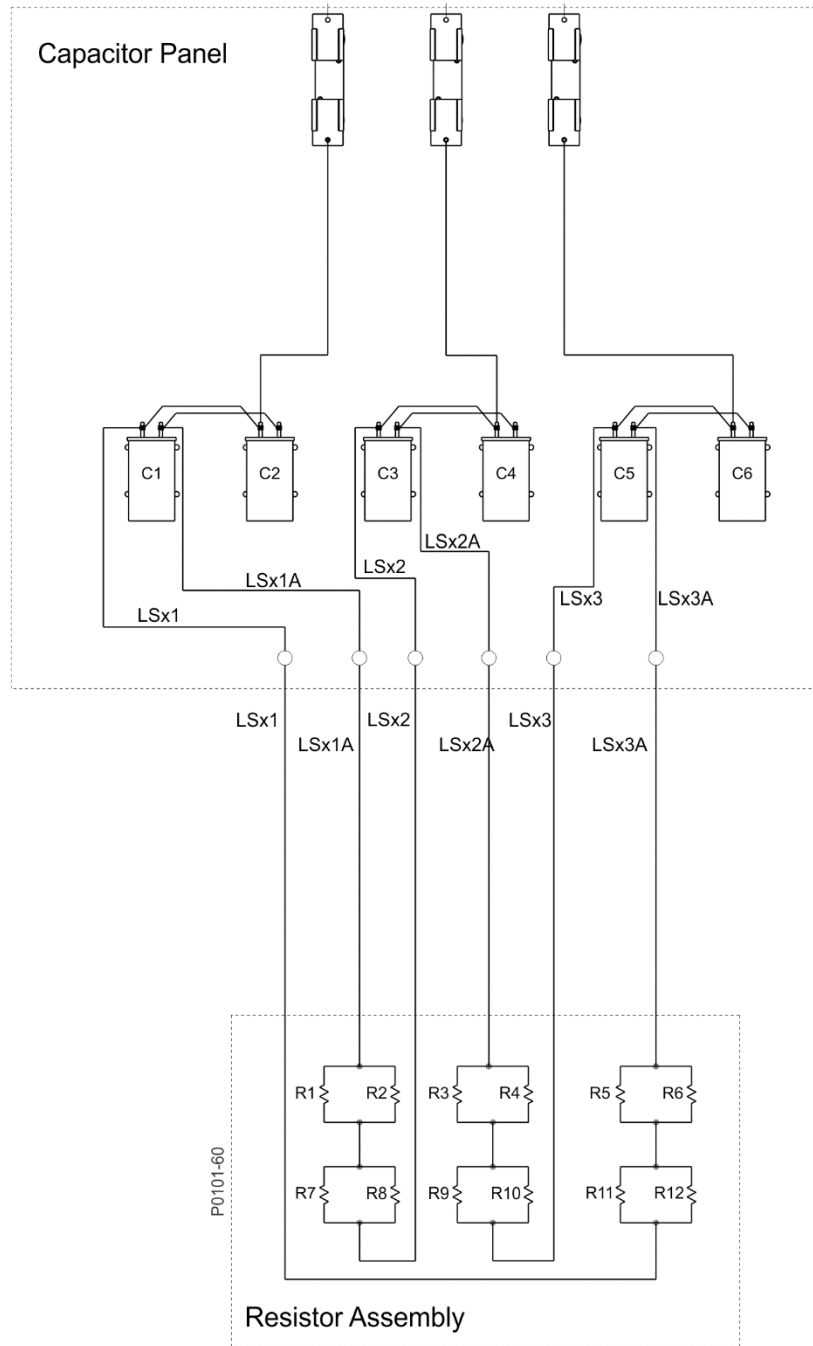 Capacitor Panel
C1
C2
C3
C4
C5
C6
LSx2A
LSx2
LSx1A
LSx3
LSx3A
LSx1
LSx1
LSx2
LSx3
LSx1A
LSx2A
LSx3A
R1
R2
R3
R4
R5
R6
P0101-60
R7
R8
R9
R10
R11
R12
Resistor Assembly